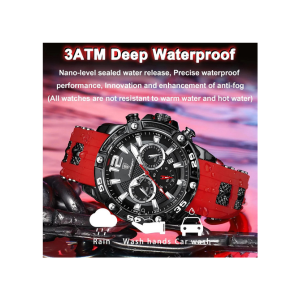 3ATM Deep Waterproof
Nano-level sealed water release, Precise waterproof
performance. Innovation and enhancement of anti-fog
(All watches are not resistant to warm water and hot water)
Rain
Wash hands
Car wash